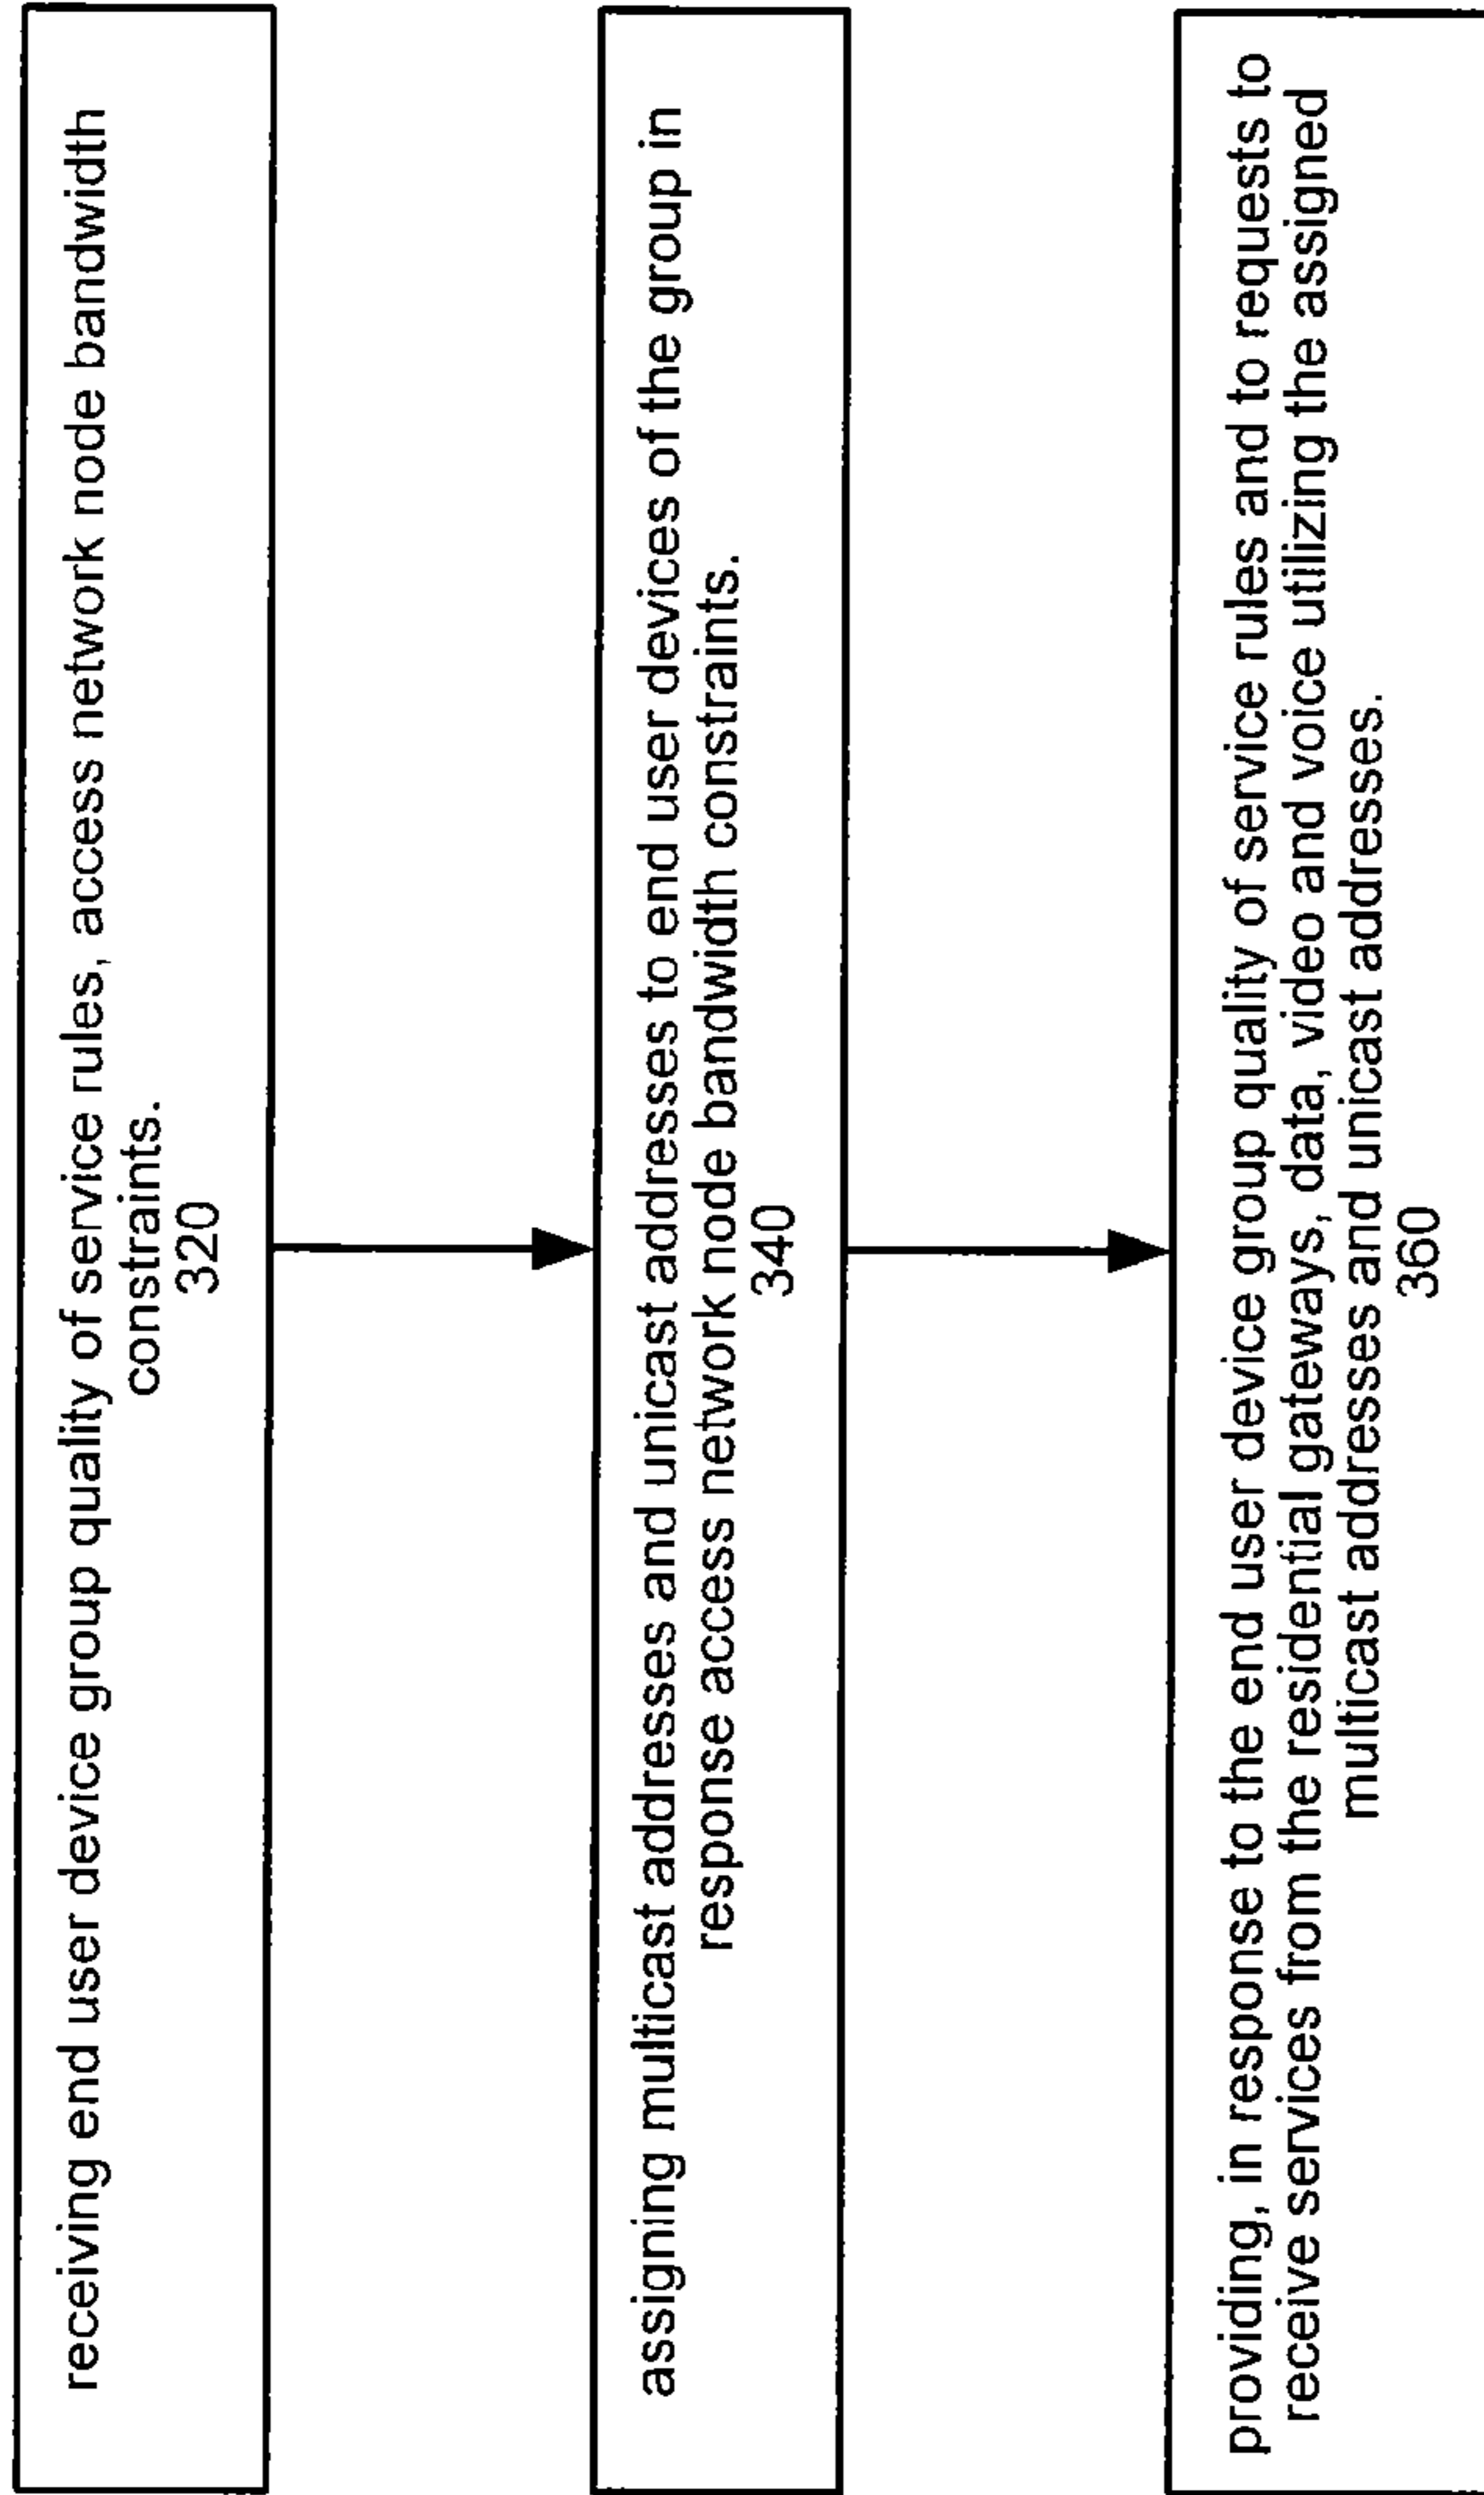 receiving end user device group quality of service rules, access network node bandwidth
constraints.
320
assigning multicast addresses and unicast addresses to end user devices of the group in
response access network node bandwidth constraints.
340
providing, in response to the end user device group quality of service rules and to requests to
receive services from the residential gateways, data, video and voice utilizing the assigned
multicast addresses and unicast addresses.
360